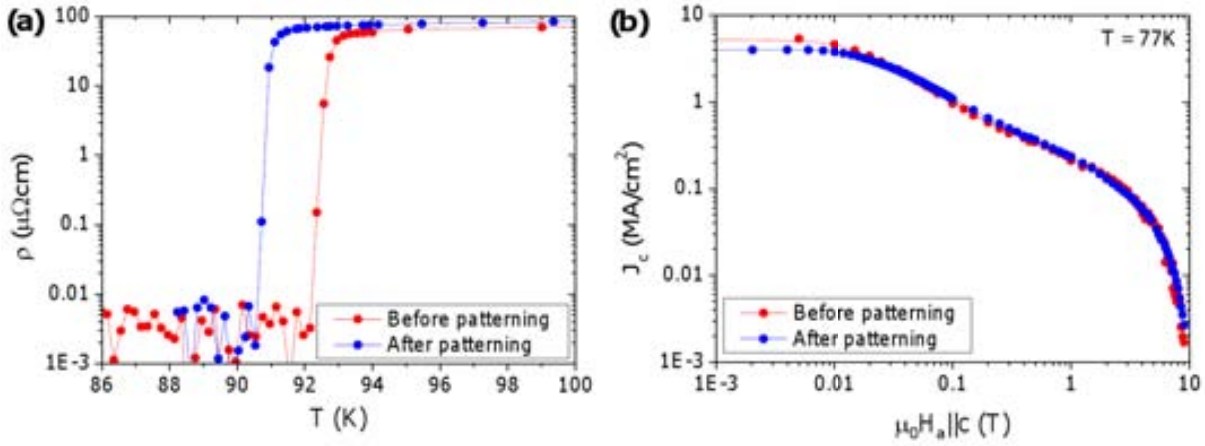 (a)
100
10
1
0.1
0.01
1E-3
ρ (μΩcm)
86 88 90 92 94 96 98 100
T (K)
Before patterning
After patterning
(b)
10
1
0.1
0.01
1E-3
J_c (MA/cm²)
T = 77K
1E-3 0.01 0.1 1 10
μ₀Hₐ||c (T)
Before patterning
After patterning